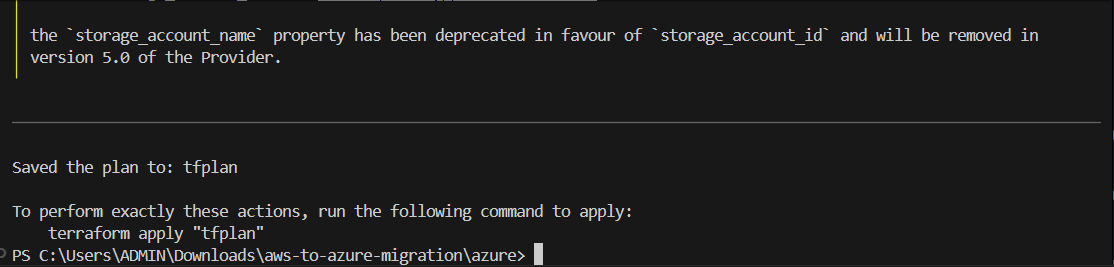 the `storage_account_name` property has been deprecated in favour of `storage_account_id` and will be removed in
version 5.0 of the Provider.
Saved the plan to: tfplan
To perform exactly these actions, run the following command to apply:
terraform apply "tfplan"
PS C:\Users\ADMIN\Downloads\aws-to-azure-migration\azure>